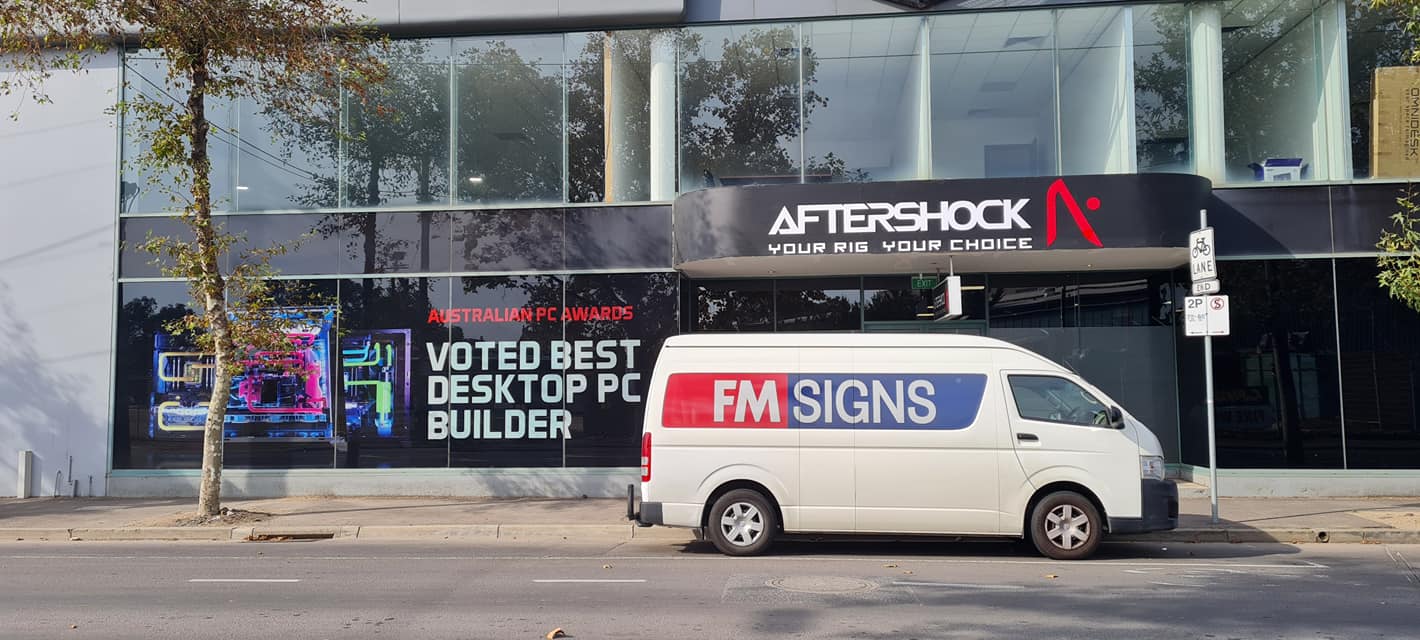 AFTERSHOCK
YOUR RIG YOUR CHOICE
EXIT
AUSTRALIAN PC AWARDS
VOTED BEST
DESKTOP PC
BUILDER
FM SIGNS
LANE
END
2P
S